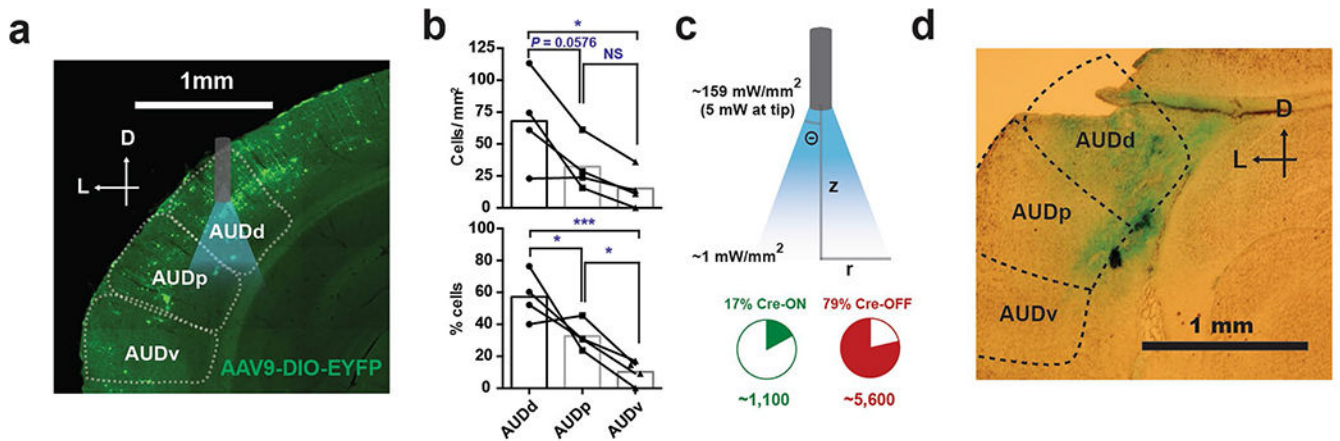 a
1mm
D
L
AUDd
AUDp
AUDv
AAV9-DIO-EYFP
b
*
P = 0.0576
NS
Cells/mm²
125
100
75
50
25
0
***
*
*
% cells
100
80
60
40
20
0
AUDd
AUDp
AUDv
c
~159 mW/mm²
(5 mW at tip)
Θ
z
~1 mW/mm²
r
17% Cre-ON
79% Cre-OFF
~1,100
~5,600
d
D
L
AUDd
AUDp
AUDv
1 mm